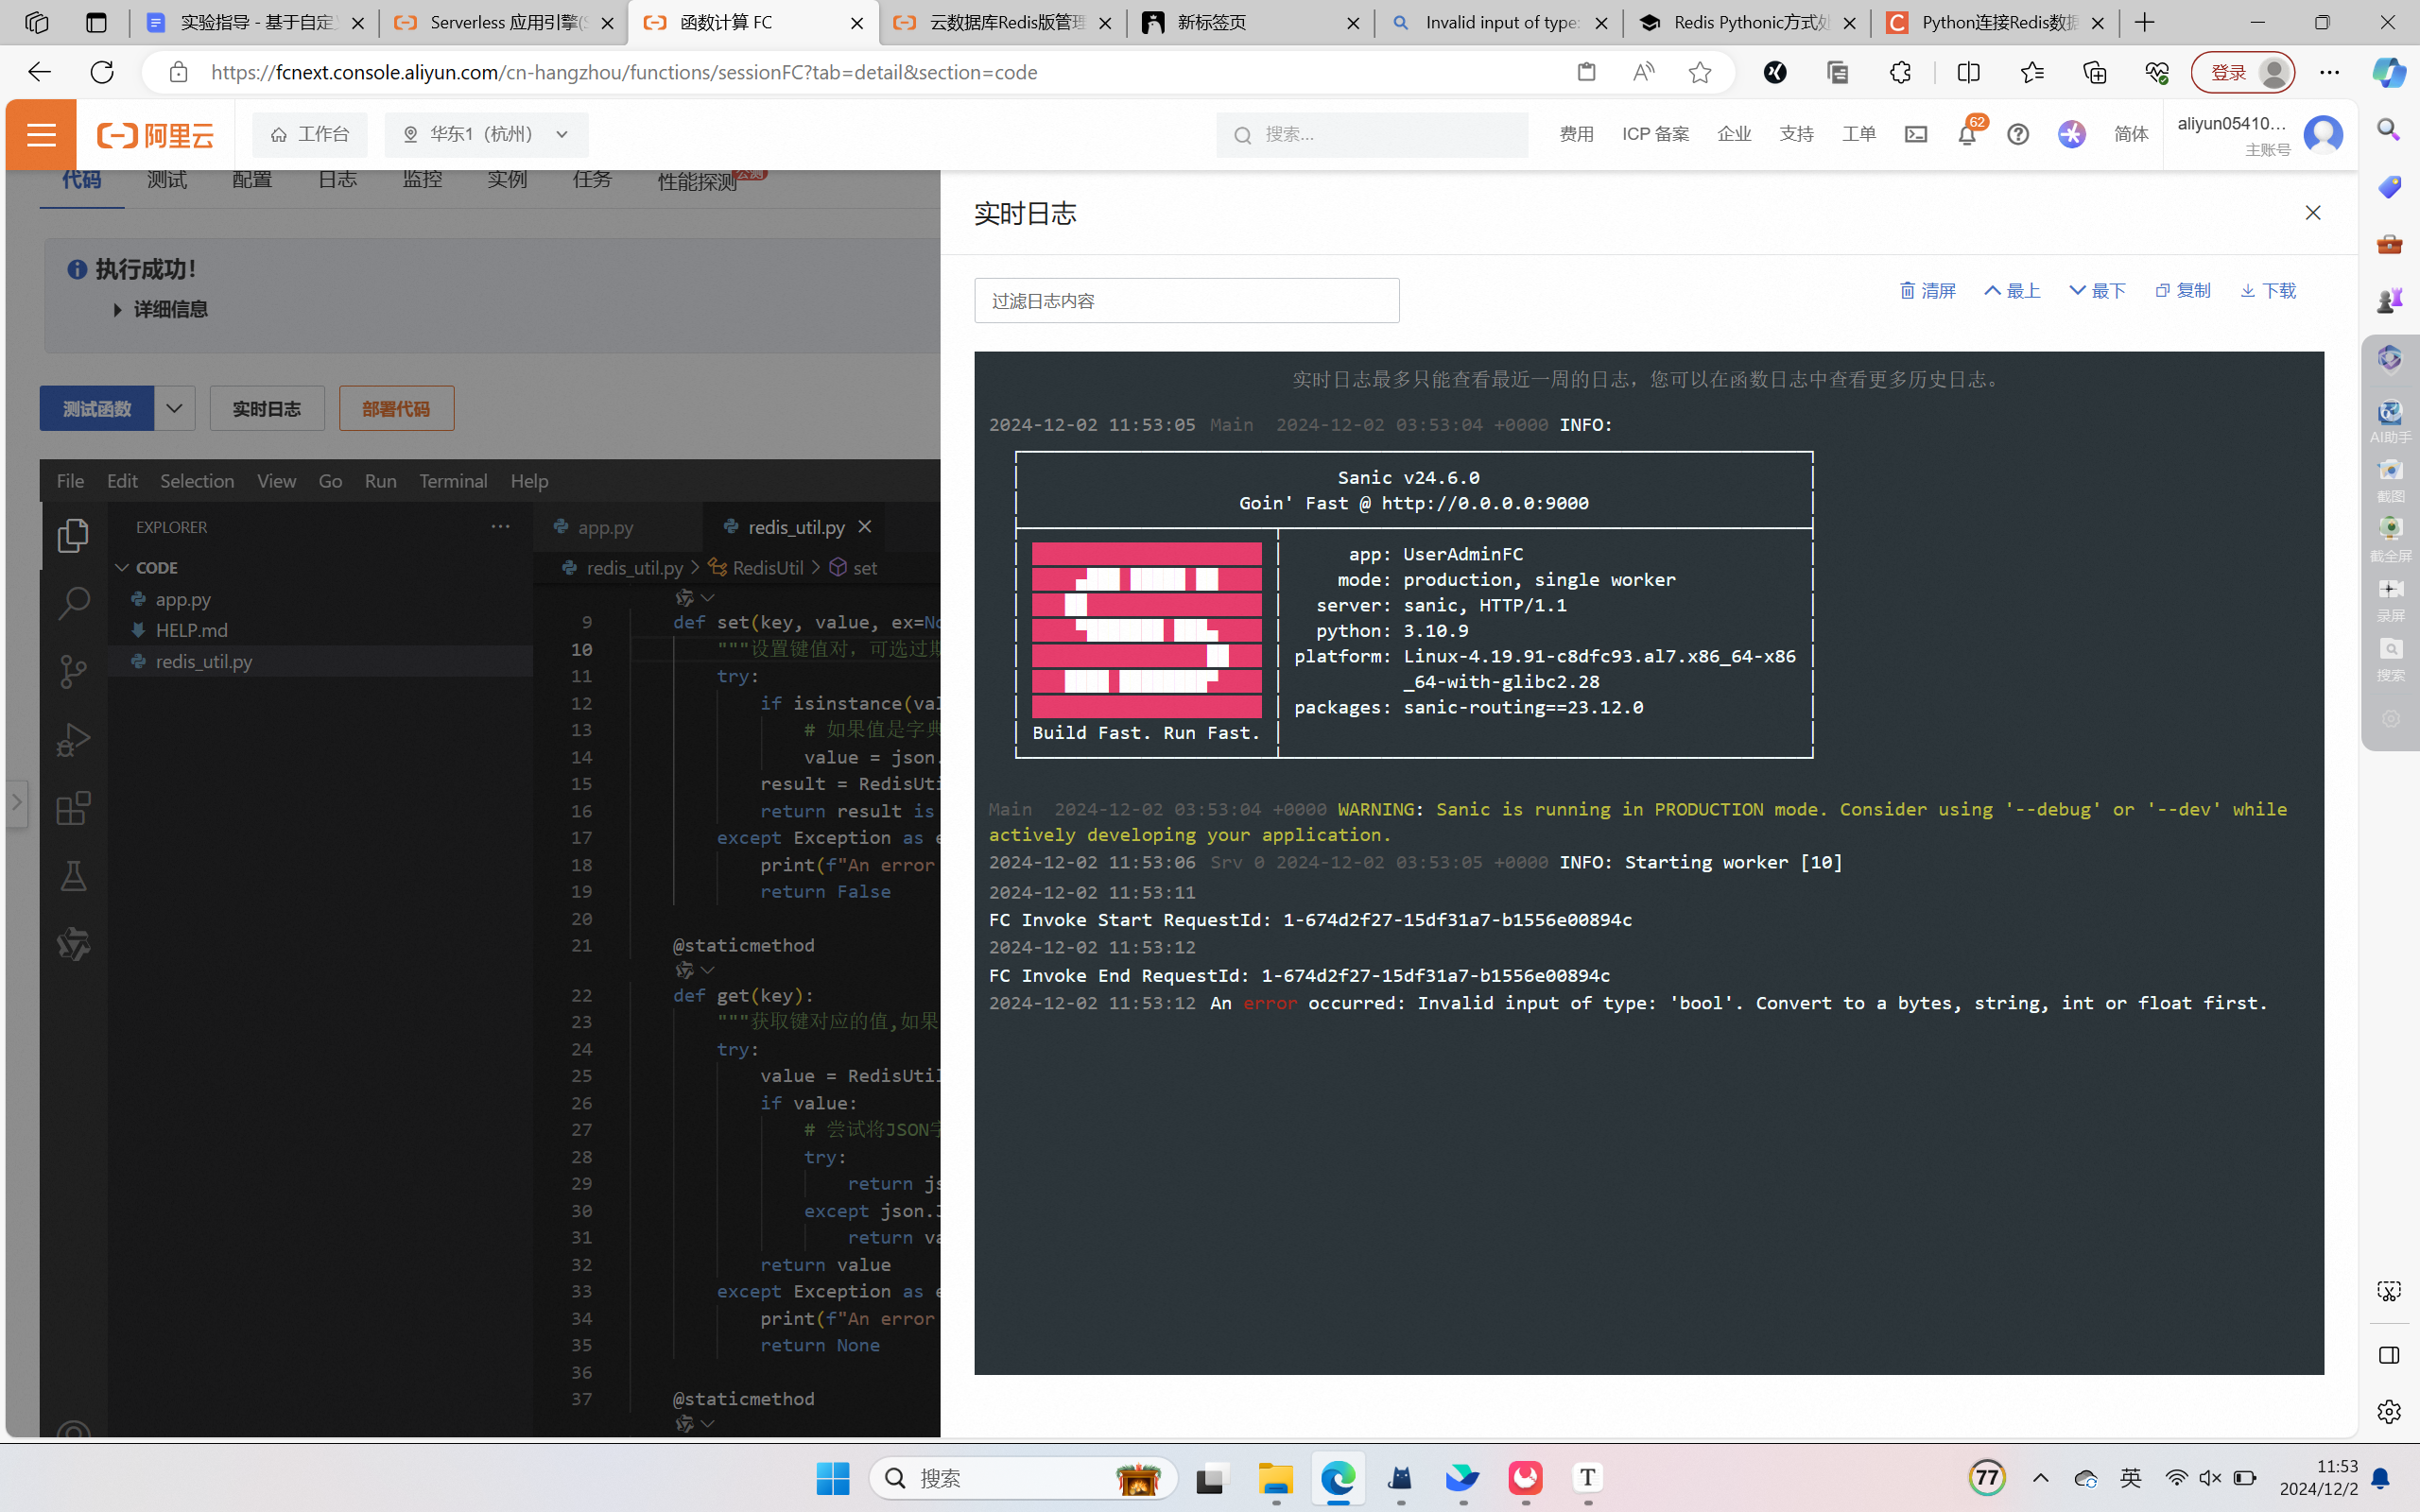 实验指导 - 基于自定
Serverless 应用引擎(S
函数计算 FC
云数据库Redis版管理
新标签页
Invalid input of type:
Redis Pythonic方式处
Python连接Redis数据
https://fcnext.console.aliyun.com/cn-hangzhou/functions/sessionFC?tab=detail&section=code
登录
阿里云
工作台
华东1（杭州）
搜索...
费用
ICP 备案
企业
支持
工单
62
简体
aliyun05410...
主账号
代码
测试
配置
日志
监控
实例
任务
性能探测
公测
执行成功！
详细信息
测试函数
实时日志
部署代码
File Edit Selection View Go Run Terminal Help
EXPLORER
CODE
app.py
HELP.md
redis_util.py
app.py
redis_util.py
redis_util.py > RedisUtil > set
9 def set(key, value, ex=No
10 """设置键值对，可选过期
11 try:
12 if isinstance(val
13 # 如果值是字典
14 value = json.
15 result = RedisUti
16 return result is
17 except Exception as e
18 print(f"An error
19 return False
20
21 @staticmethod
22 def get(key):
23 """获取键对应的值,如果
24 try:
25 value = RedisUtil
26 if value:
27 # 尝试将JSON字
28 try:
29 return js
30 except json.J
31 return va
32 return value
33 except Exception as e
34 print(f"An error
35 return None
36
37 @staticmethod
实时日志
过滤日志内容
清屏
最上
最下
复制
下载
实时日志最多只能查看最近一周的日志，您可以在函数日志中查看更多历史日志。
2024-12-02 11:53:05 Main 2024-12-02 03:53:04 +0000 INFO:
Sanic v24.6.0
Goin' Fast @ http://0.0.0.0:9000
app: UserAdminFC
mode: production, single worker
server: sanic, HTTP/1.1
python: 3.10.9
platform: Linux-4.19.91-c8dfc93.al7.x86_64-x86
_64-with-glibc2.28
packages: sanic-routing==23.12.0
Build Fast. Run Fast.
Main 2024-12-02 03:53:04 +0000 WARNING: Sanic is running in PRODUCTION mode. Consider using '--debug' or '--dev' while
actively developing your application.
2024-12-02 11:53:06 Srv 0 2024-12-02 03:53:05 +0000 INFO: Starting worker [10]
2024-12-02 11:53:11
FC Invoke Start RequestId: 1-674d2f27-15df31a7-b1556e00894c
2024-12-02 11:53:12
FC Invoke End RequestId: 1-674d2f27-15df31a7-b1556e00894c
2024-12-02 11:53:12 An error occurred: Invalid input of type: 'bool'. Convert to a bytes, string, int or float first.
AI助手
截图
截全屏
录屏
搜索
搜索
77
英
11:53
2024/12/2